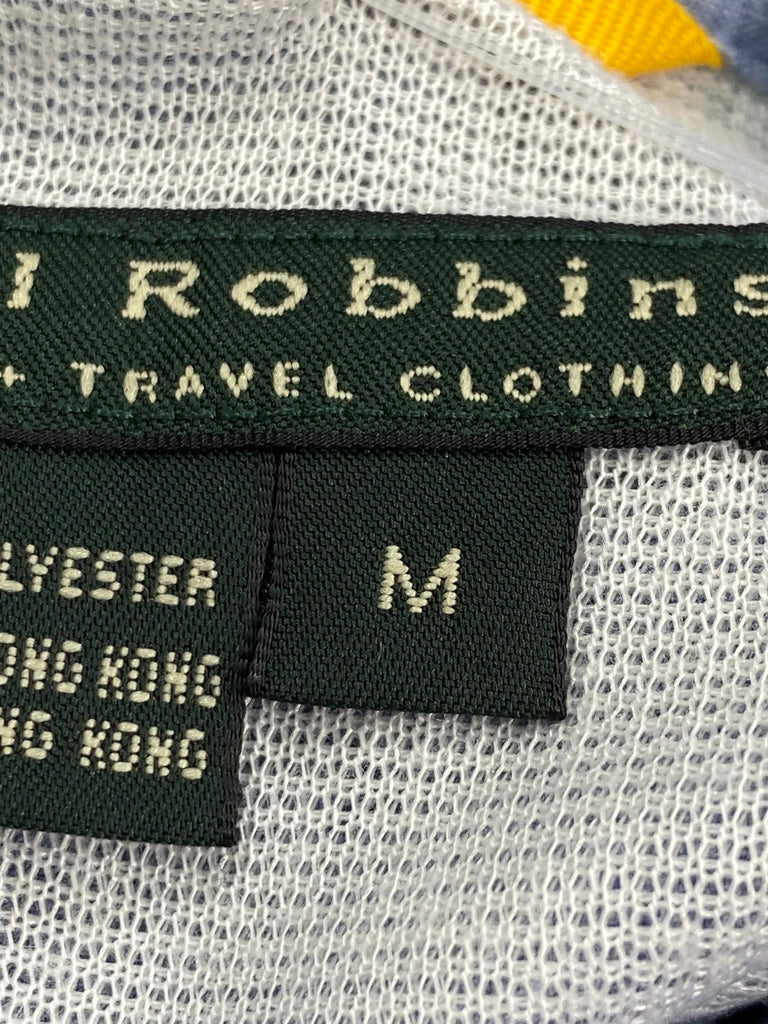 l Robbins
+ TRAVEL CLOTHIN
LYESTER
M
ONG KONG
NG KONG